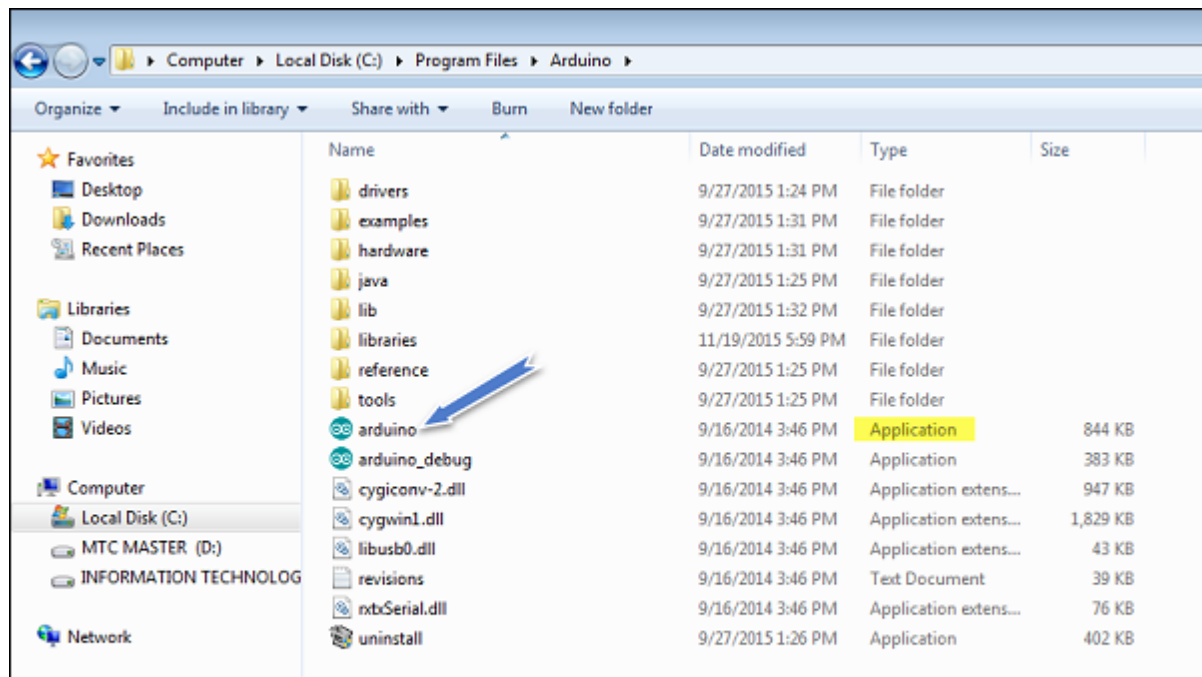 Computer Local Disk (C:) Program Files Arduino
Organize Include in library Share with Burn New folder
Favorites
Desktop
Downloads
Recent Places
Libraries
Documents
Music
Pictures
Videos
Computer
Local Disk (C:)
MTC MASTER (D:)
INFORMATION TECHNOLOG
Network
Name Date modified Type Size
drivers 9/27/2015 1:24 PM File folder
examples 9/27/2015 1:31 PM File folder
hardware 9/27/2015 1:31 PM File folder
java 9/27/2015 1:25 PM File folder
lib 9/27/2015 1:32 PM File folder
libraries 11/19/2015 5:59 PM File folder
reference 9/27/2015 1:25 PM File folder
tools 9/27/2015 1:25 PM File folder
arduino 9/16/2014 3:46 PM Application 844 KB
arduino_debug 9/16/2014 3:46 PM Application 383 KB
cygiconv-2.dll 9/16/2014 3:46 PM Application extens... 947 KB
cygwin1.dll 9/16/2014 3:46 PM Application extens... 1,829 KB
libusb0.dll 9/16/2014 3:46 PM Application extens... 43 KB
revisions 9/16/2014 3:46 PM Text Document 39 KB
rxtxSerial.dll 9/16/2014 3:46 PM Application extens... 76 KB
uninstall 9/27/2015 1:26 PM Application 402 KB